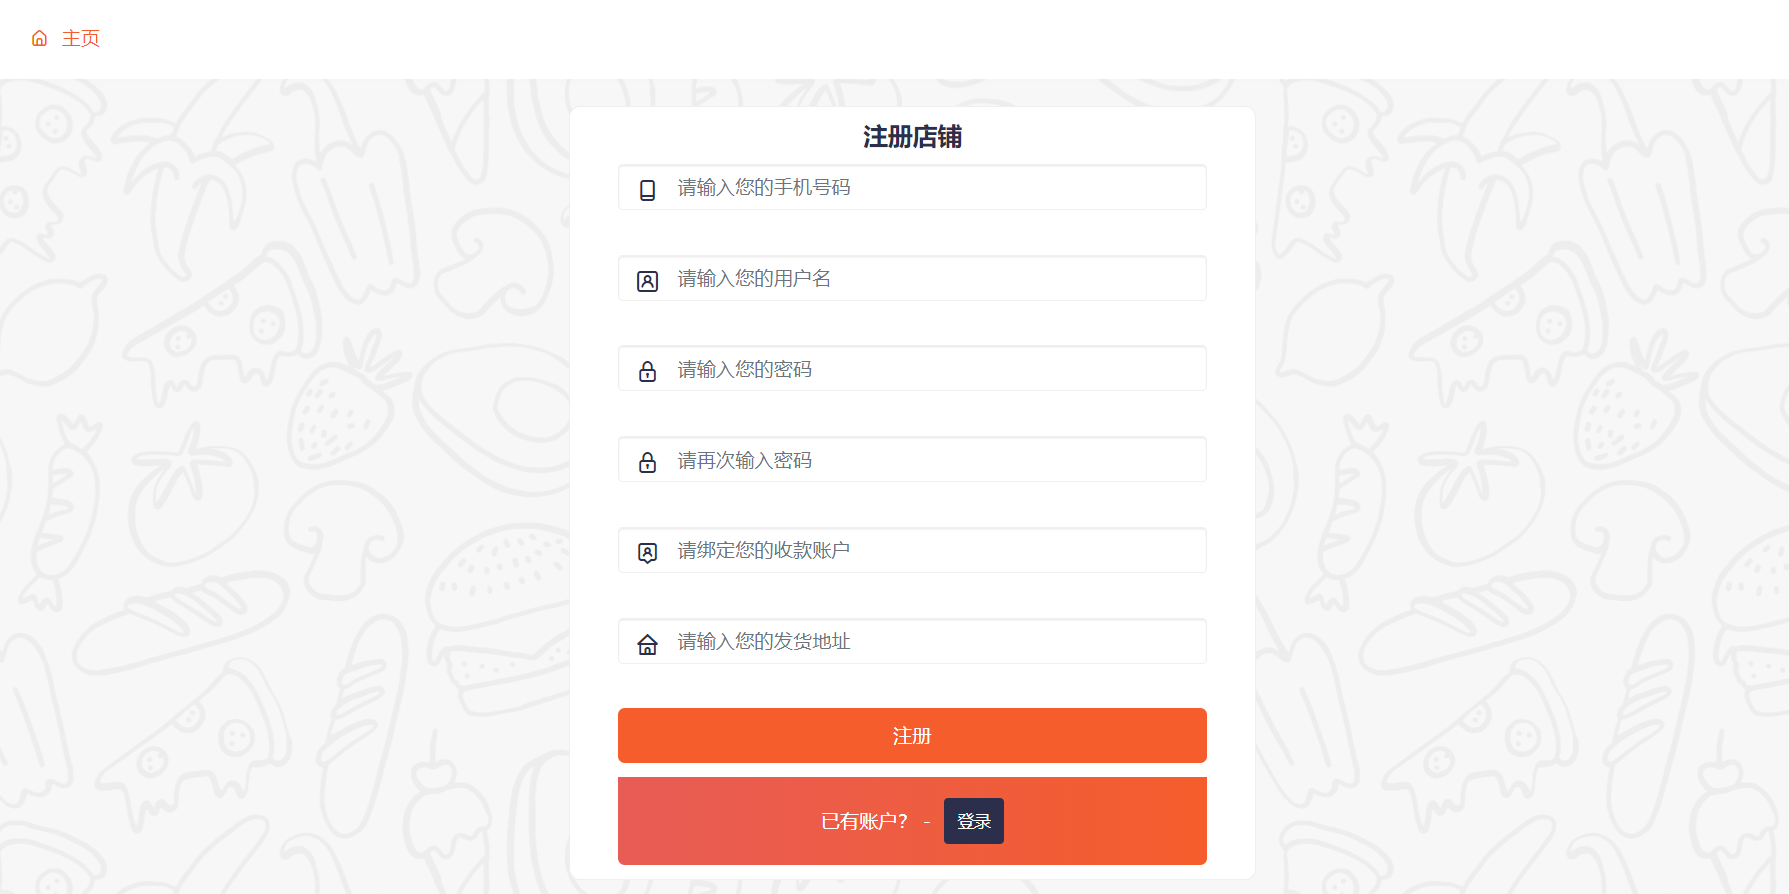 主页
注册店铺
请输入您的手机号码
请输入您的用户名
请输入您的密码
请再次输入密码
请绑定您的收款账户
请输入您的发货地址
注册
已有账户？ - 登录